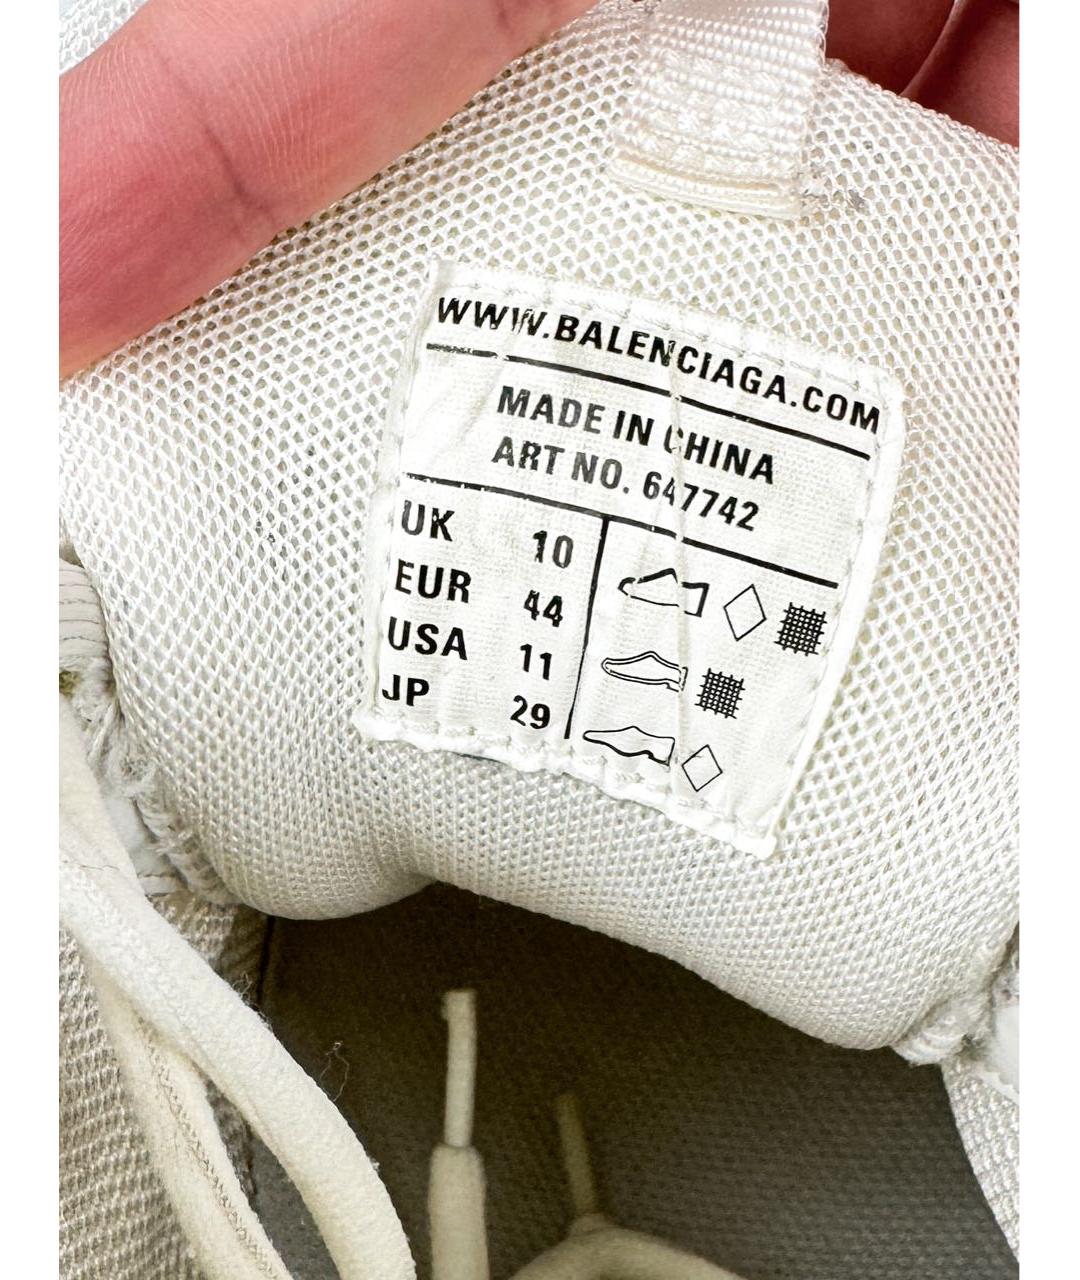 WWW.BALENCIAGA.COM
MADE IN CHINA
ART NO. 647742
UK 10
EUR 44
USA 11
JP 29